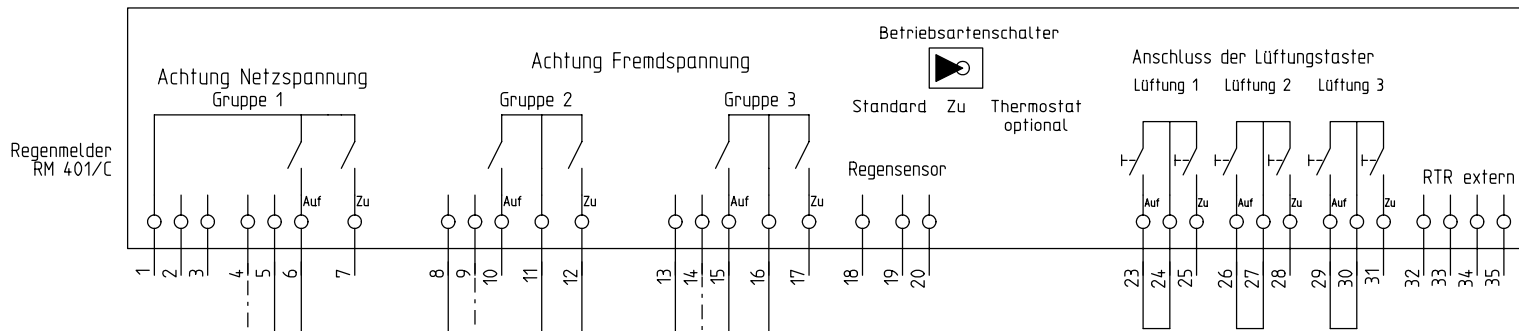 Betriebsartenschalter
Achtung Netzspannung
Achtung Fremdspannung
Anschluss der Lüftungstaster
Gruppe 1
Gruppe 2
Gruppe 3
Lüftung 1
Lüftung 2
Lüftung 3
Standard Zu Thermostat
optional
Regenmelder
RM 401/C
Regensensor
RTR extern
Auf Zu Auf Auf Auf Zu Auf Zu Auf Zu
1 2 3 4 5 6 7 8 9 10 11 12 13 14 15 16 17 18 19 20 23 24 25 26 27 28 29 30 31 32 33 34 35